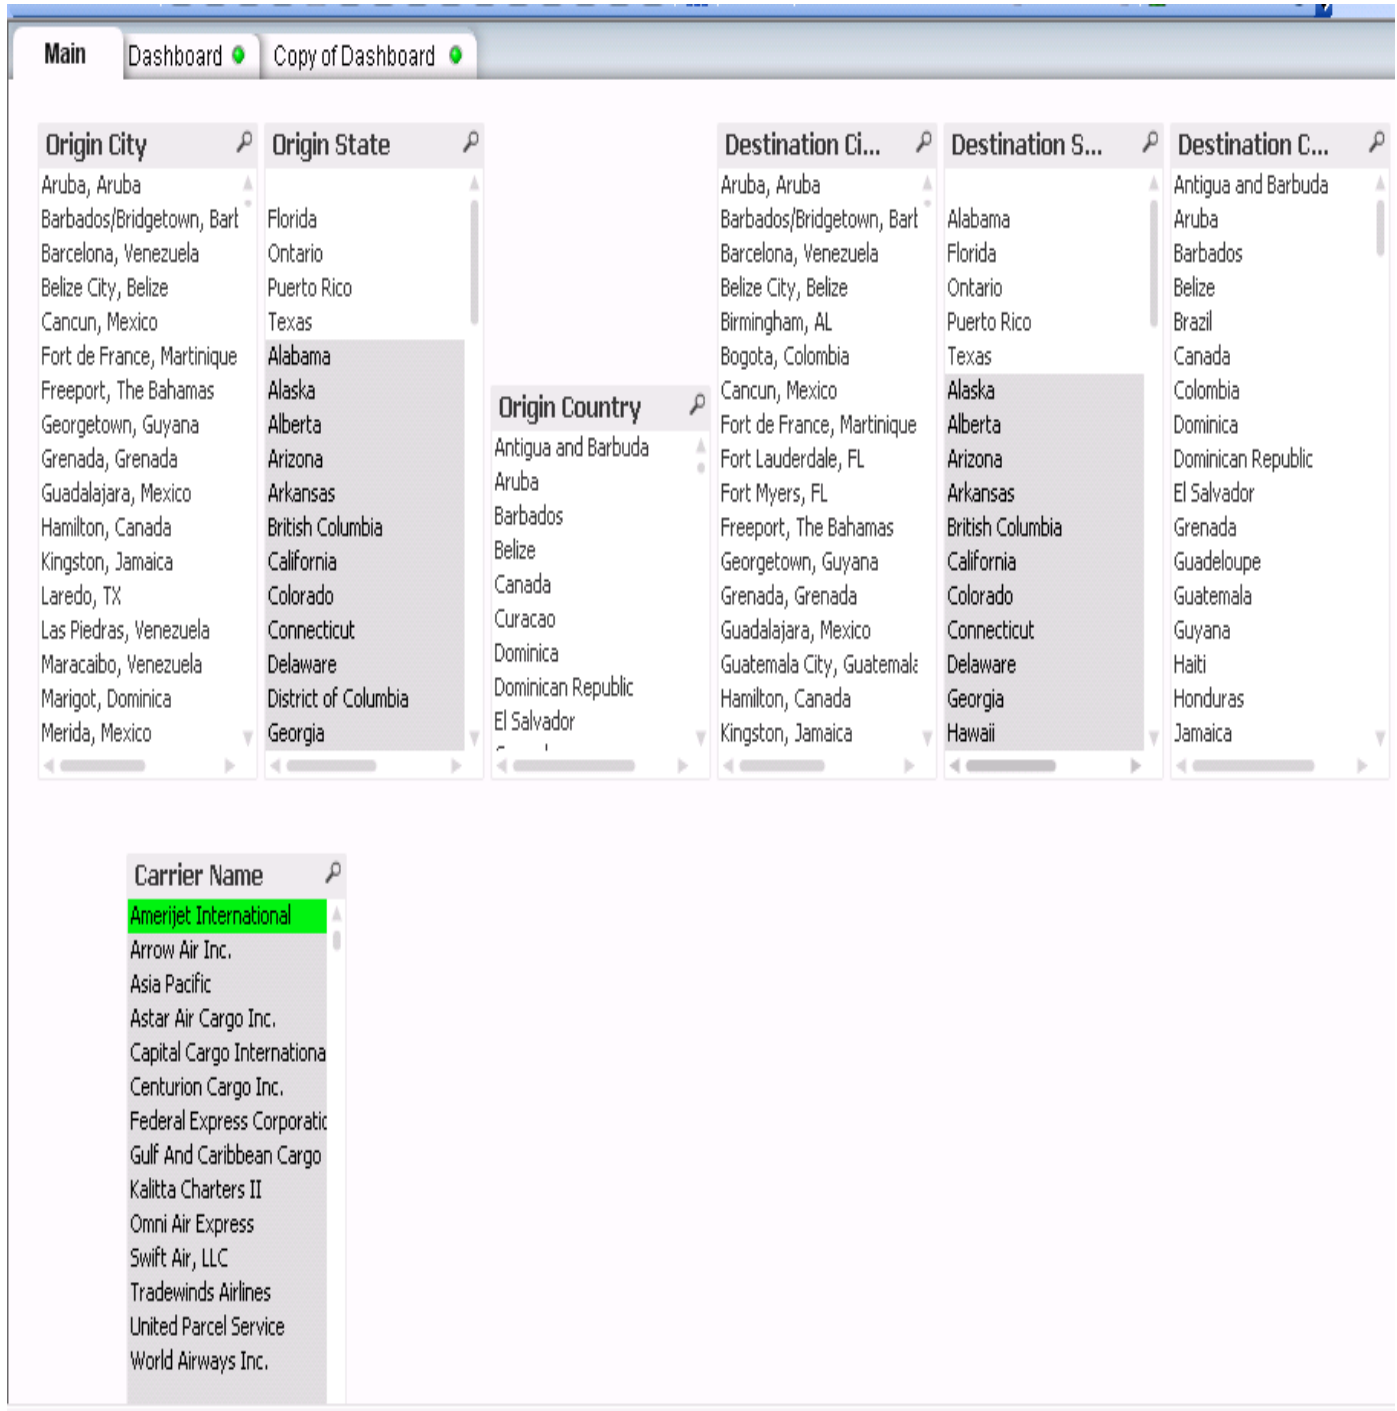 Main
Dashboard
Copy of Dashboard
Origin City
Aruba, Aruba
Barbados/Bridgetown, Bark
Barcelona, Venezuela
Belize City, Belize
Cancun, Mexico
Fort de France, Martinique
Freeport, The Bahamas
Georgetown, Guyana
Grenada, Grenada
Guadalajara, Mexico
Hamilton, Canada
Kingston, Jamaica
Laredo, TX
Las Piedras, Venezuela
Maracaibo, Venezuela
Marigot, Dominica
Merida, Mexico
Origin State
Florida
Ontario
Puerto Rico
Texas
Alabama
Alaska
Alberta
Arizona
Arkansas
British Columbia
California
Colorado
Connecticut
Delaware
District of Columbia
Georgia
Origin Country
Antigua and Barbuda
Aruba
Barbados
Belize
Canada
Curacao
Dominica
Dominican Republic
El Salvador
Destination Ci...
Aruba, Aruba
Barbados/Bridgetown, Bark
Barcelona, Venezuela
Belize City, Belize
Birmingham, AL
Bogota, Colombia
Cancun, Mexico
Fort de France, Martinique
Fort Lauderdale, FL
Fort Myers, FL
Freeport, The Bahamas
Georgetown, Guyana
Grenada, Grenada
Guadalajara, Mexico
Guatemala City, Guatemala
Hamilton, Canada
Kingston, Jamaica
Destination S...
Alabama
Florida
Ontario
Puerto Rico
Texas
Alaska
Alberta
Arizona
Arkansas
British Columbia
California
Colorado
Connecticut
Delaware
Georgia
Hawaii
Destination C...
Antigua and Barbuda
Aruba
Barbados
Belize
Brazil
Canada
Colombia
Dominica
Dominican Republic
El Salvador
Grenada
Guadeloupe
Guatemala
Guyana
Haiti
Honduras
Jamaica
Carrier Name
Amerijet International
Arrow Air Inc.
Asia Pacific
Astar Air Cargo Inc.
Capital Cargo Internationa
Centurion Cargo Inc.
Federal Express Corporatic
Gulf And Caribbean Cargo
Kalitta Charters II
Omni Air Express
Swift Air, LLC
Tradewinds Airlines
United Parcel Service
World Airways Inc.